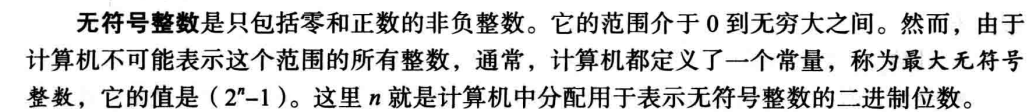 无符号整数是只包括零和正数的非负整数。它的范围介于 0 到无穷大之间。然而，由于
计算机不可能表示这个范围的所有整数，通常，计算机都定义了一个常量，称为最大无符号
整数，它的值是（2ⁿ–1）。这里 n 就是计算机中分配用于表示无符号整数的二进制位数。